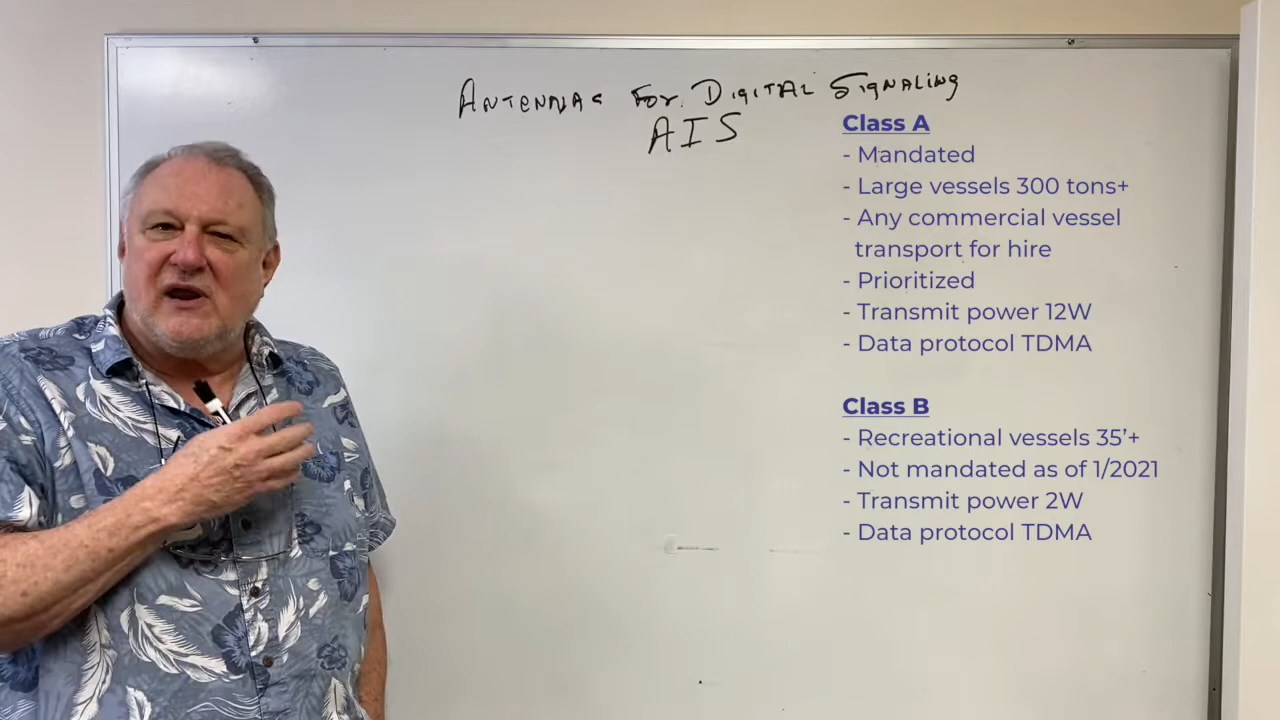 Antennas For Digital Signaling
AIS
Class A
- Mandated
- Large vessels 300 tons+
- Any commercial vessel
transport for hire
- Prioritized
- Transmit power 12W
- Data protocol TDMA
Class B
- Recreational vessels 35’+
- Not mandated as of 1/2021
- Transmit power 2W
- Data protocol TDMA